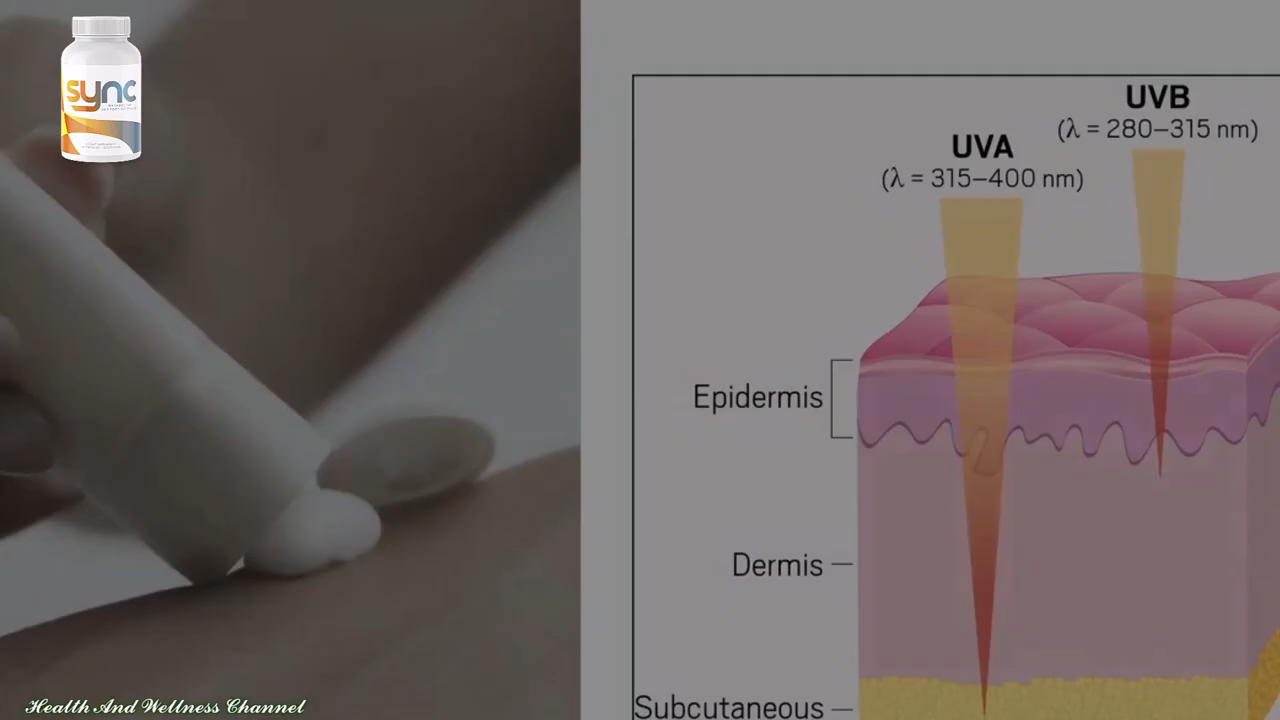 sync
UVB
(λ = 280–315 nm)
UVA
(λ = 315–400 nm)
Epidermis
Dermis
Subcutaneous
Health And Wellness Channel